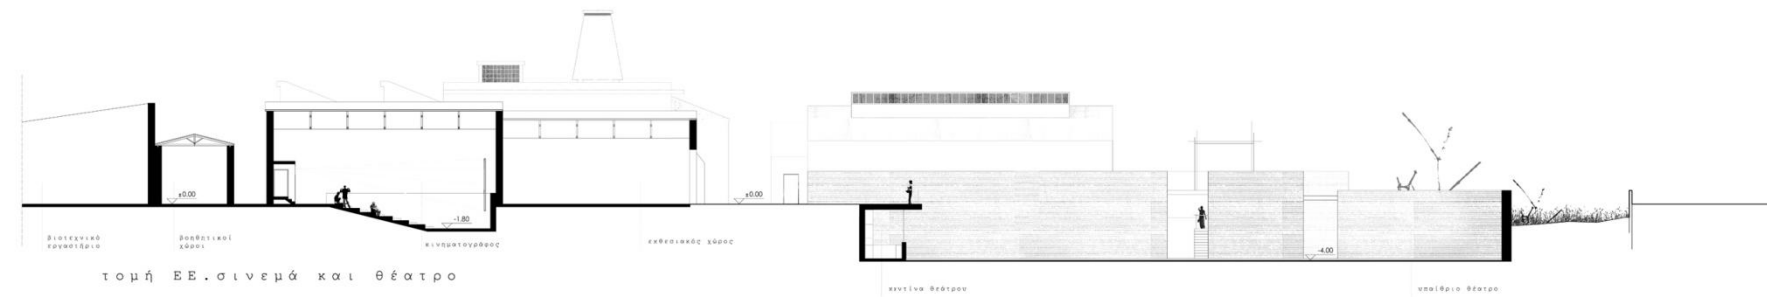 ±0.00
-1.80
±0.00
-4.00
βιοτεχνικό
εργαστήριο
βοηθητικοί
χώροι
κινηματογράφος
εκθεσιακός χώρος
τομή ΕΕ.σινεμά και θέατρο
καντίνα θεάτρου
υπαίθριο θέατρο